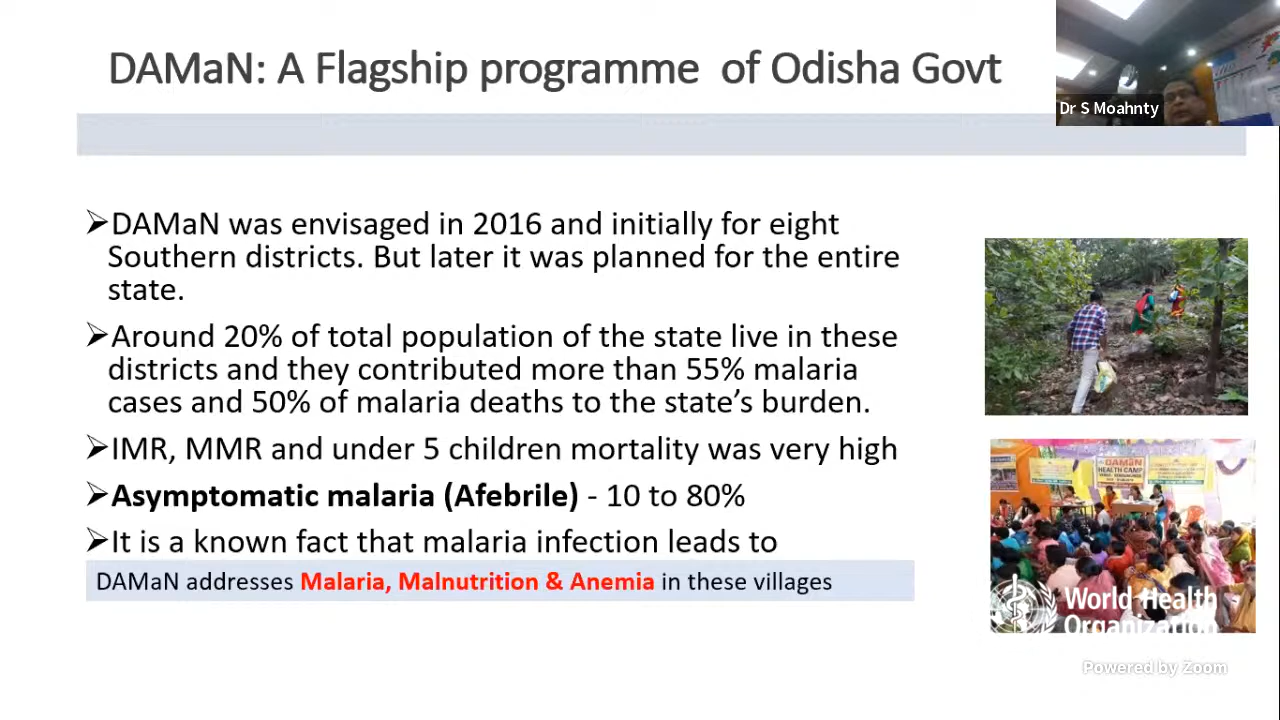 DAMaN: A Flagship programme of Odisha Govt
Dr S Moahnty
➢DAMaN was envisaged in 2016 and initially for eight
Southern districts. But later it was planned for the entire
state.
➢Around 20% of total population of the state live in these
districts and they contributed more than 55% malaria
cases and 50% of malaria deaths to the state’s burden.
➢IMR, MMR and under 5 children mortality was very high
➢Asymptomatic malaria (Afebrile) - 10 to 80%
➢It is a known fact that malaria infection leads to
DAMaN addresses Malaria, Malnutrition & Anemia in these villages
DAMaN
HEALTH CAMP
World Health
Organization
Powered by Zoom